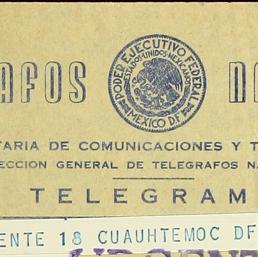 AFOS
PODER EJECUTIVO FEDERAL
ESTADOS UNIDOS MEXICANOS
MEXICO D.F
TARIA DE COMUNICACIONES Y T
ECCION GENERAL DE TELEGRAFOS NA
TELEGRAM
ENTE 18 CUAUHTEMOC DF